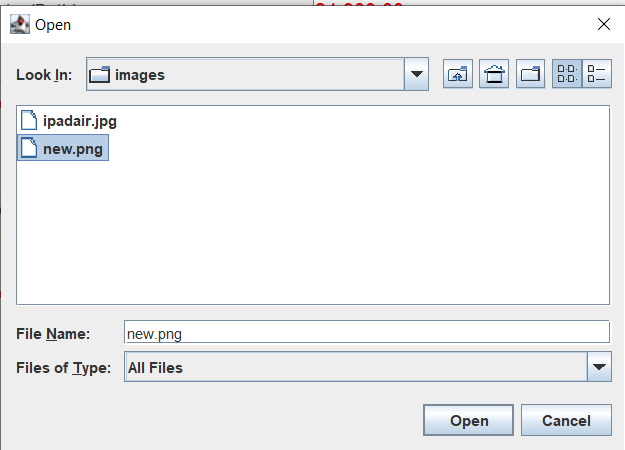 Open
Look In: images
ipadair.jpg
new.png
File Name: new.png
Files of Type: All Files
Open Cancel